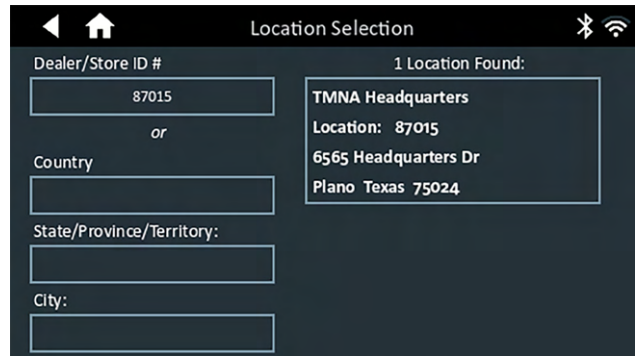 Location Selection
Dealer/Store ID #
87015
or
Country
State/Province/Territory:
City:
1 Location Found:
TMNA Headquarters
Location: 87015
6565 Headquarters Dr
Plano Texas 75024